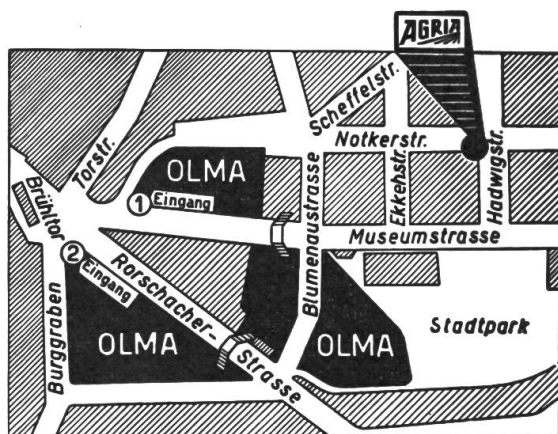 AGRIA
Scheffelstr.
Torstr.
Notkerstr.
OLMA
Brühltor
1 Eingang
Blumenaustrasse
Ekkehstr.
Hadwigstr.
Museumstrasse
2 Eingang
Rorschacher-
Strasse
Burggraben
OLMA
OLMA
Stadtpark